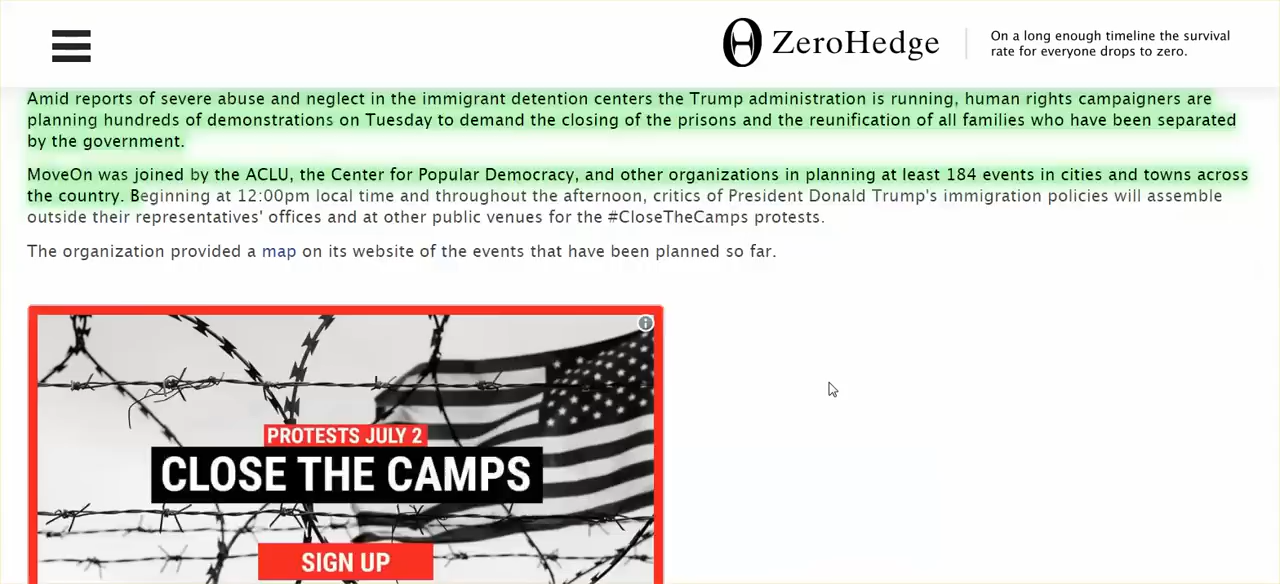 ZeroHedge
On a long enough timeline the survival
rate for everyone drops to zero.
Amid reports of severe abuse and neglect in the immigrant detention centers the Trump administration is running, human rights campaigners are
planning hundreds of demonstrations on Tuesday to demand the closing of the prisons and the reunification of all families who have been separated
by the government.
MoveOn was joined by the ACLU, the Center for Popular Democracy, and other organizations in planning at least 184 events in cities and towns across
the country. Beginning at 12:00pm local time and throughout the afternoon, critics of President Donald Trump's immigration policies will assemble
outside their representatives' offices and at other public venues for the #CloseTheCamps protests.
The organization provided a map on its website of the events that have been planned so far.
PROTESTS JULY 2
CLOSE THE CAMPS
SIGN UP